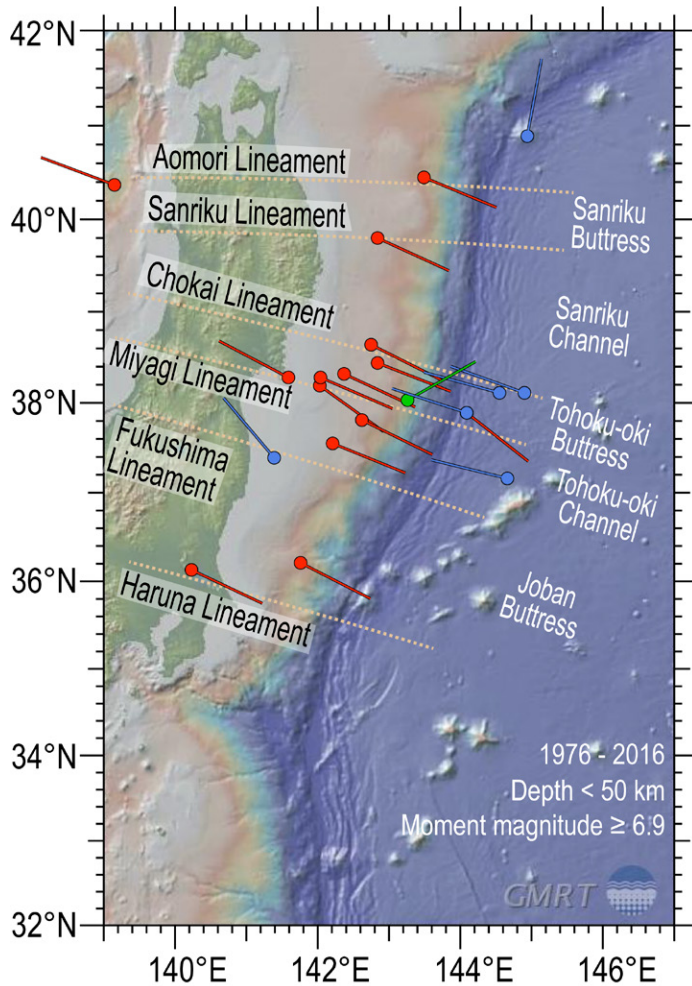 42°N
Aomori Lineament
40°N
Sanriku Lineament
Sanriku
Buttress
Chokai Lineament
Sanriku
Channel
Miyagi Lineament
38°N
Tohoku-oki
Buttress
Fukushima
Lineament
Tohoku-oki
Channel
36°N
Haruna Lineament
Joban
Buttress
34°N
1976 - 2016
Depth < 50 km
Moment magnitude ≥ 6.9
GMRT
32°N
140°E
142°E
144°E
146°E